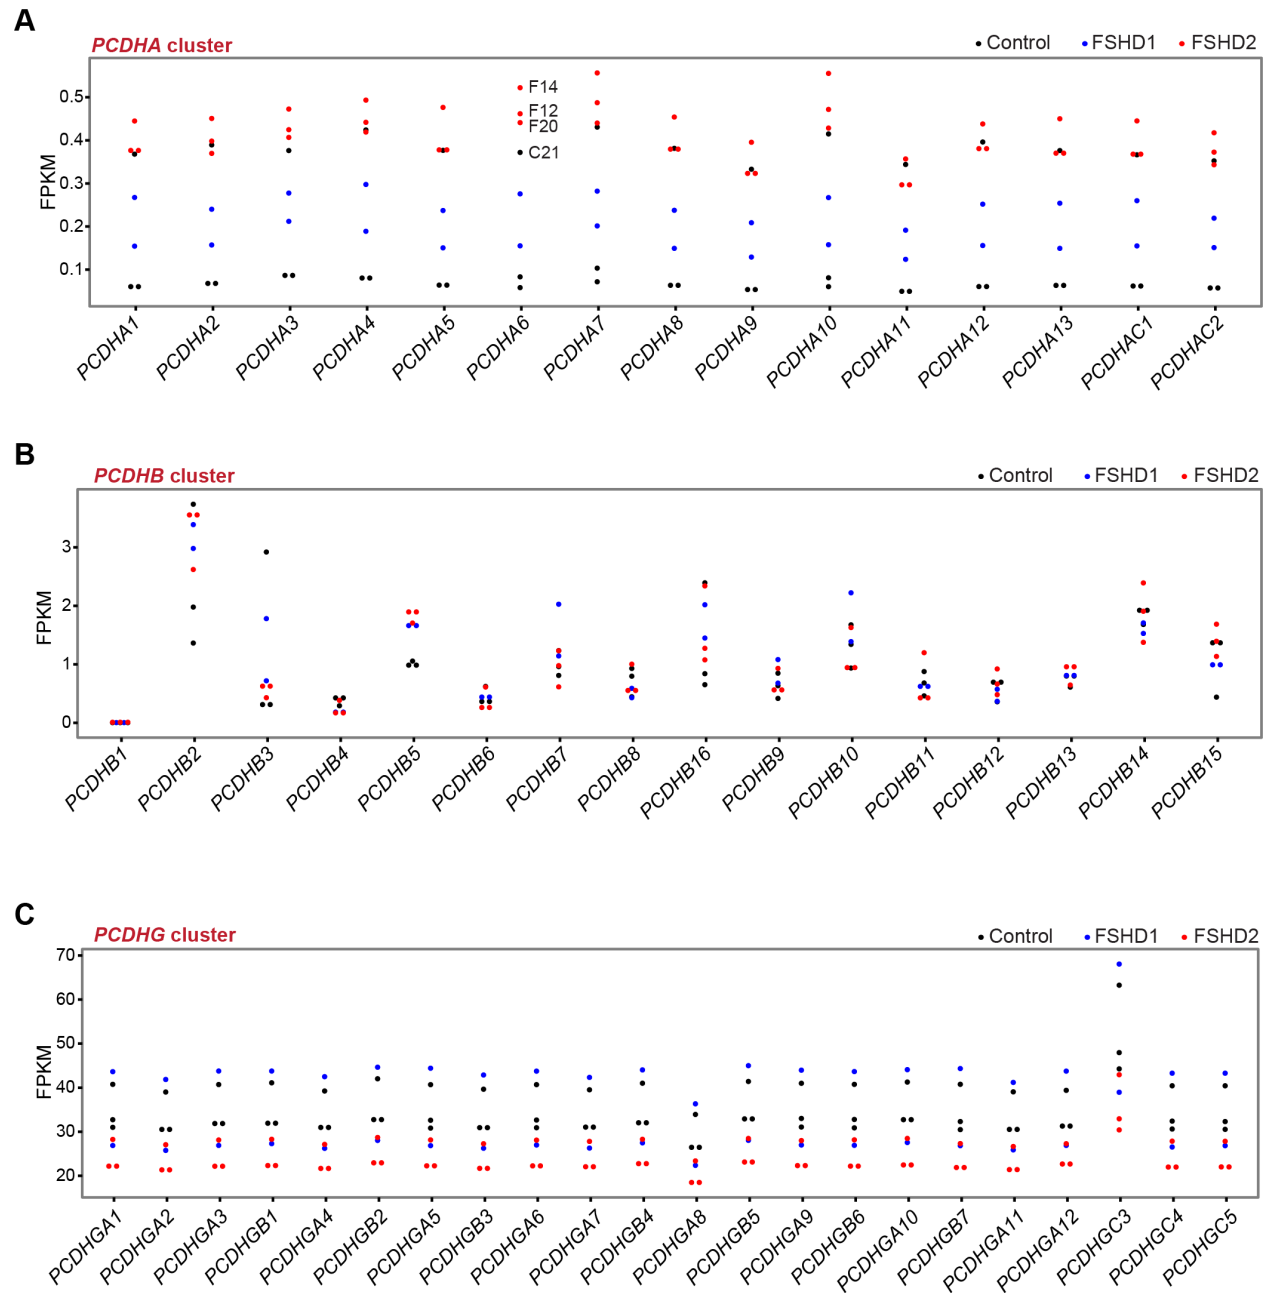 A
PCDHA cluster
Control FSHD1 FSHD2
FPKM
0.5
0.4
0.3
0.2
0.1
F14
F12
F20
C21
PCDHA1 PCDHA2 PCDHA3 PCDHA4 PCDHA5 PCDHA6 PCDHA7 PCDHA8 PCDHA9 PCDHA10 PCDHA11 PCDHA12 PCDHA13 PCDHAC1 PCDHAC2
B
PCDHB cluster
Control FSHD1 FSHD2
FPKM
3
2
1
0
PCDHB1 PCDHB2 PCDHB3 PCDHB4 PCDHB5 PCDHB6 PCDHB7 PCDHB8 PCDHB16 PCDHB9 PCDHB10 PCDHB11 PCDHB12 PCDHB13 PCDHB14 PCDHB15
C
PCDHG cluster
Control FSHD1 FSHD2
FPKM
70
60
50
40
30
20
PCDHGA1 PCDHGA2 PCDHGA3 PCDHGB1 PCDHGA4 PCDHGB2 PCDHGA5 PCDHGB3 PCDHGA6 PCDHGA7 PCDHGB4 PCDHGA8 PCDHGB5 PCDHGA9 PCDHGB6 PCDHGA10 PCDHGB7 PCDHGA11 PCDHGA12 PCDHGC3 PCDHGC4 PCDHGC5